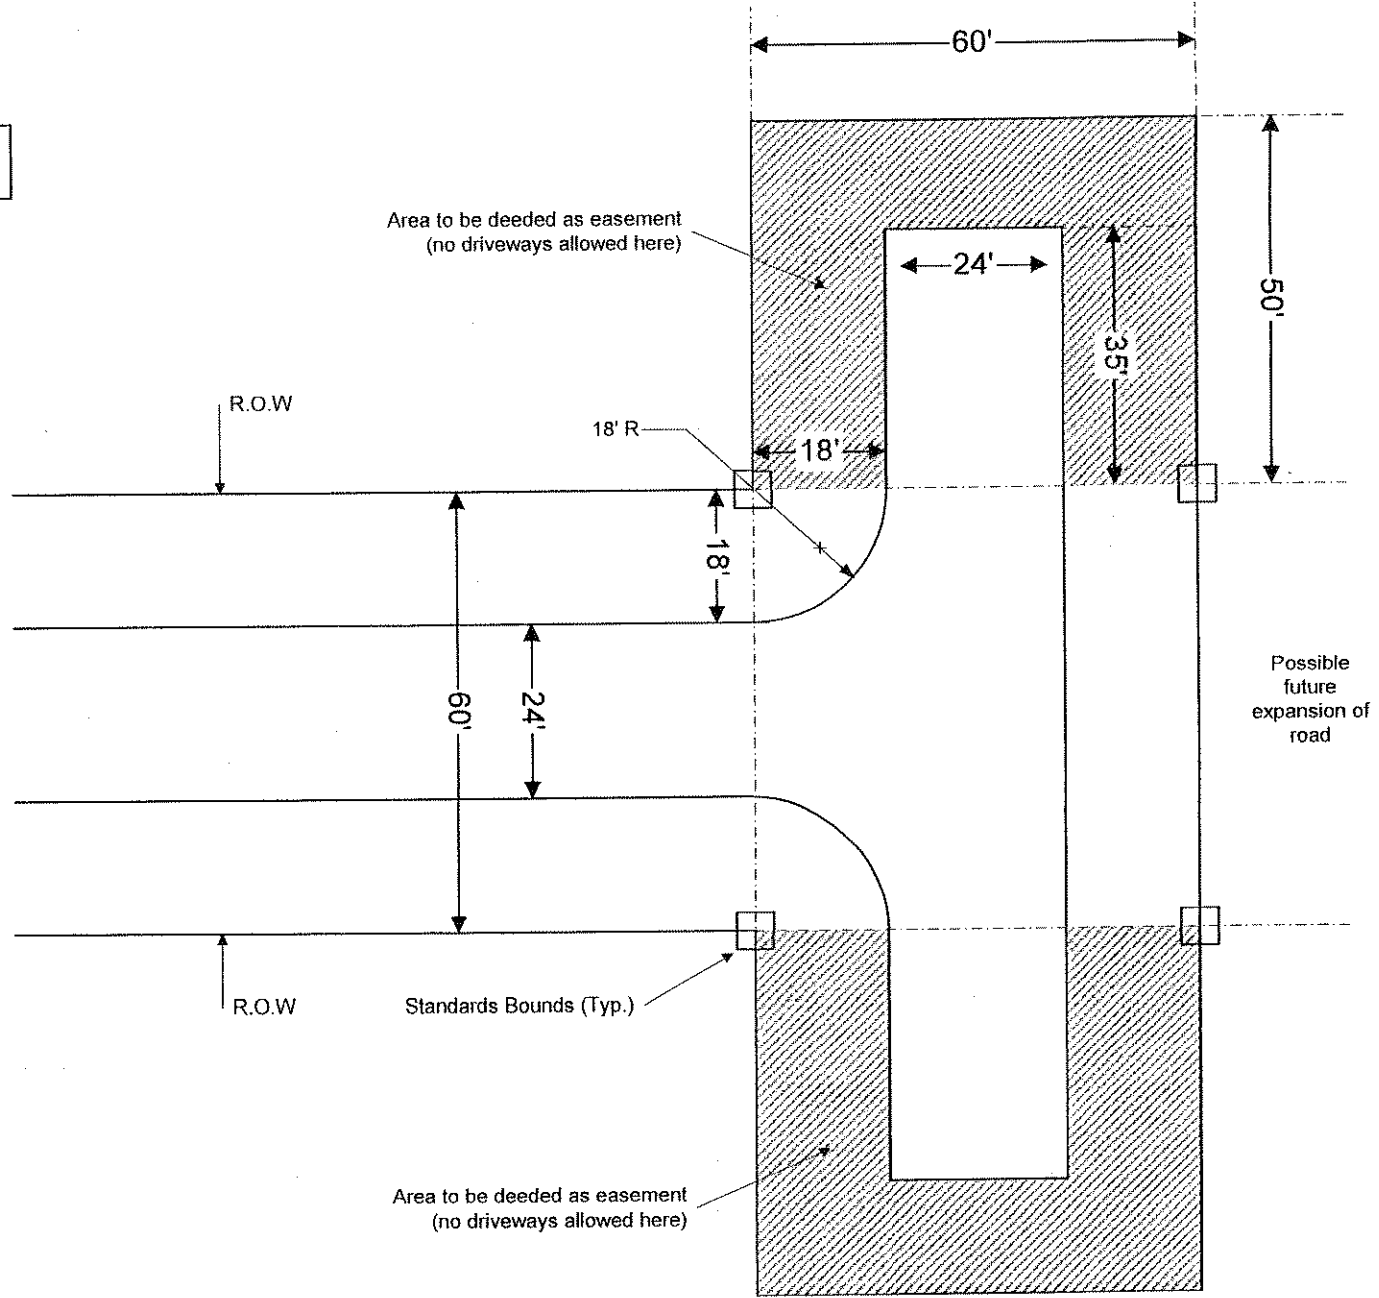 60'
Area to be deeded as easement
(no driveways allowed here)
24'
50'
35'
R.O.W
18' R
18'
18'
60'
24'
Possible
future
expansion of
road
R.O.W
Standards Bounds (Typ.)
Area to be deeded as easement
(no driveways allowed here)